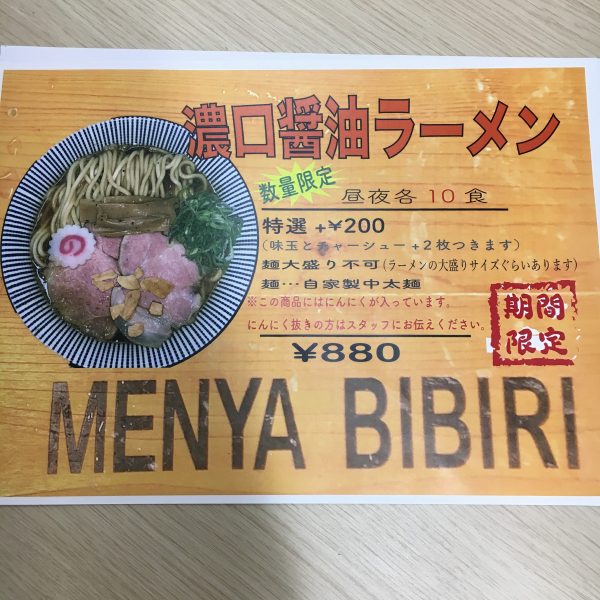 濃口醤油ラーメン
数量限定
昼夜各 10 食
特選 +¥200
(味玉とチャーシュー+2枚つきます)
麺大盛り不可(ラーメンの大盛りサイズぐらいあります)
麺…自家製中太麺
※この商品にはにんにくが入っています。
にんにく抜きの方はスタッフにお伝えください。
期間
限定
¥880
MENYA BIBIRI